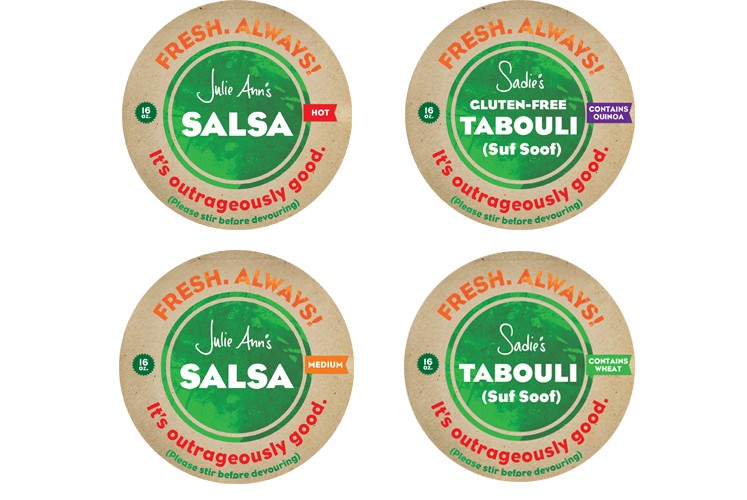 FRESH. ALWAYS!
Julie Ann's
SALSA
HOT
16
oz.
It's outrageously good.
(Please stir before devouring)
FRESH. ALWAYS!
Sadie's
GLUTEN-FREE
TABOULI
(Suf Soof)
CONTAINS
QUINOA
16
oz.
It's outrageously good.
(Please stir before devouring)
FRESH. ALWAYS!
Julie Ann's
SALSA
MEDIUM
16
oz.
It's outrageously good.
(Please stir before devouring)
FRESH. ALWAYS!
Sadie's
TABOULI
(Suf Soof)
CONTAINS
WHEAT
16
oz.
It's outrageously good.
(Please stir before devouring)